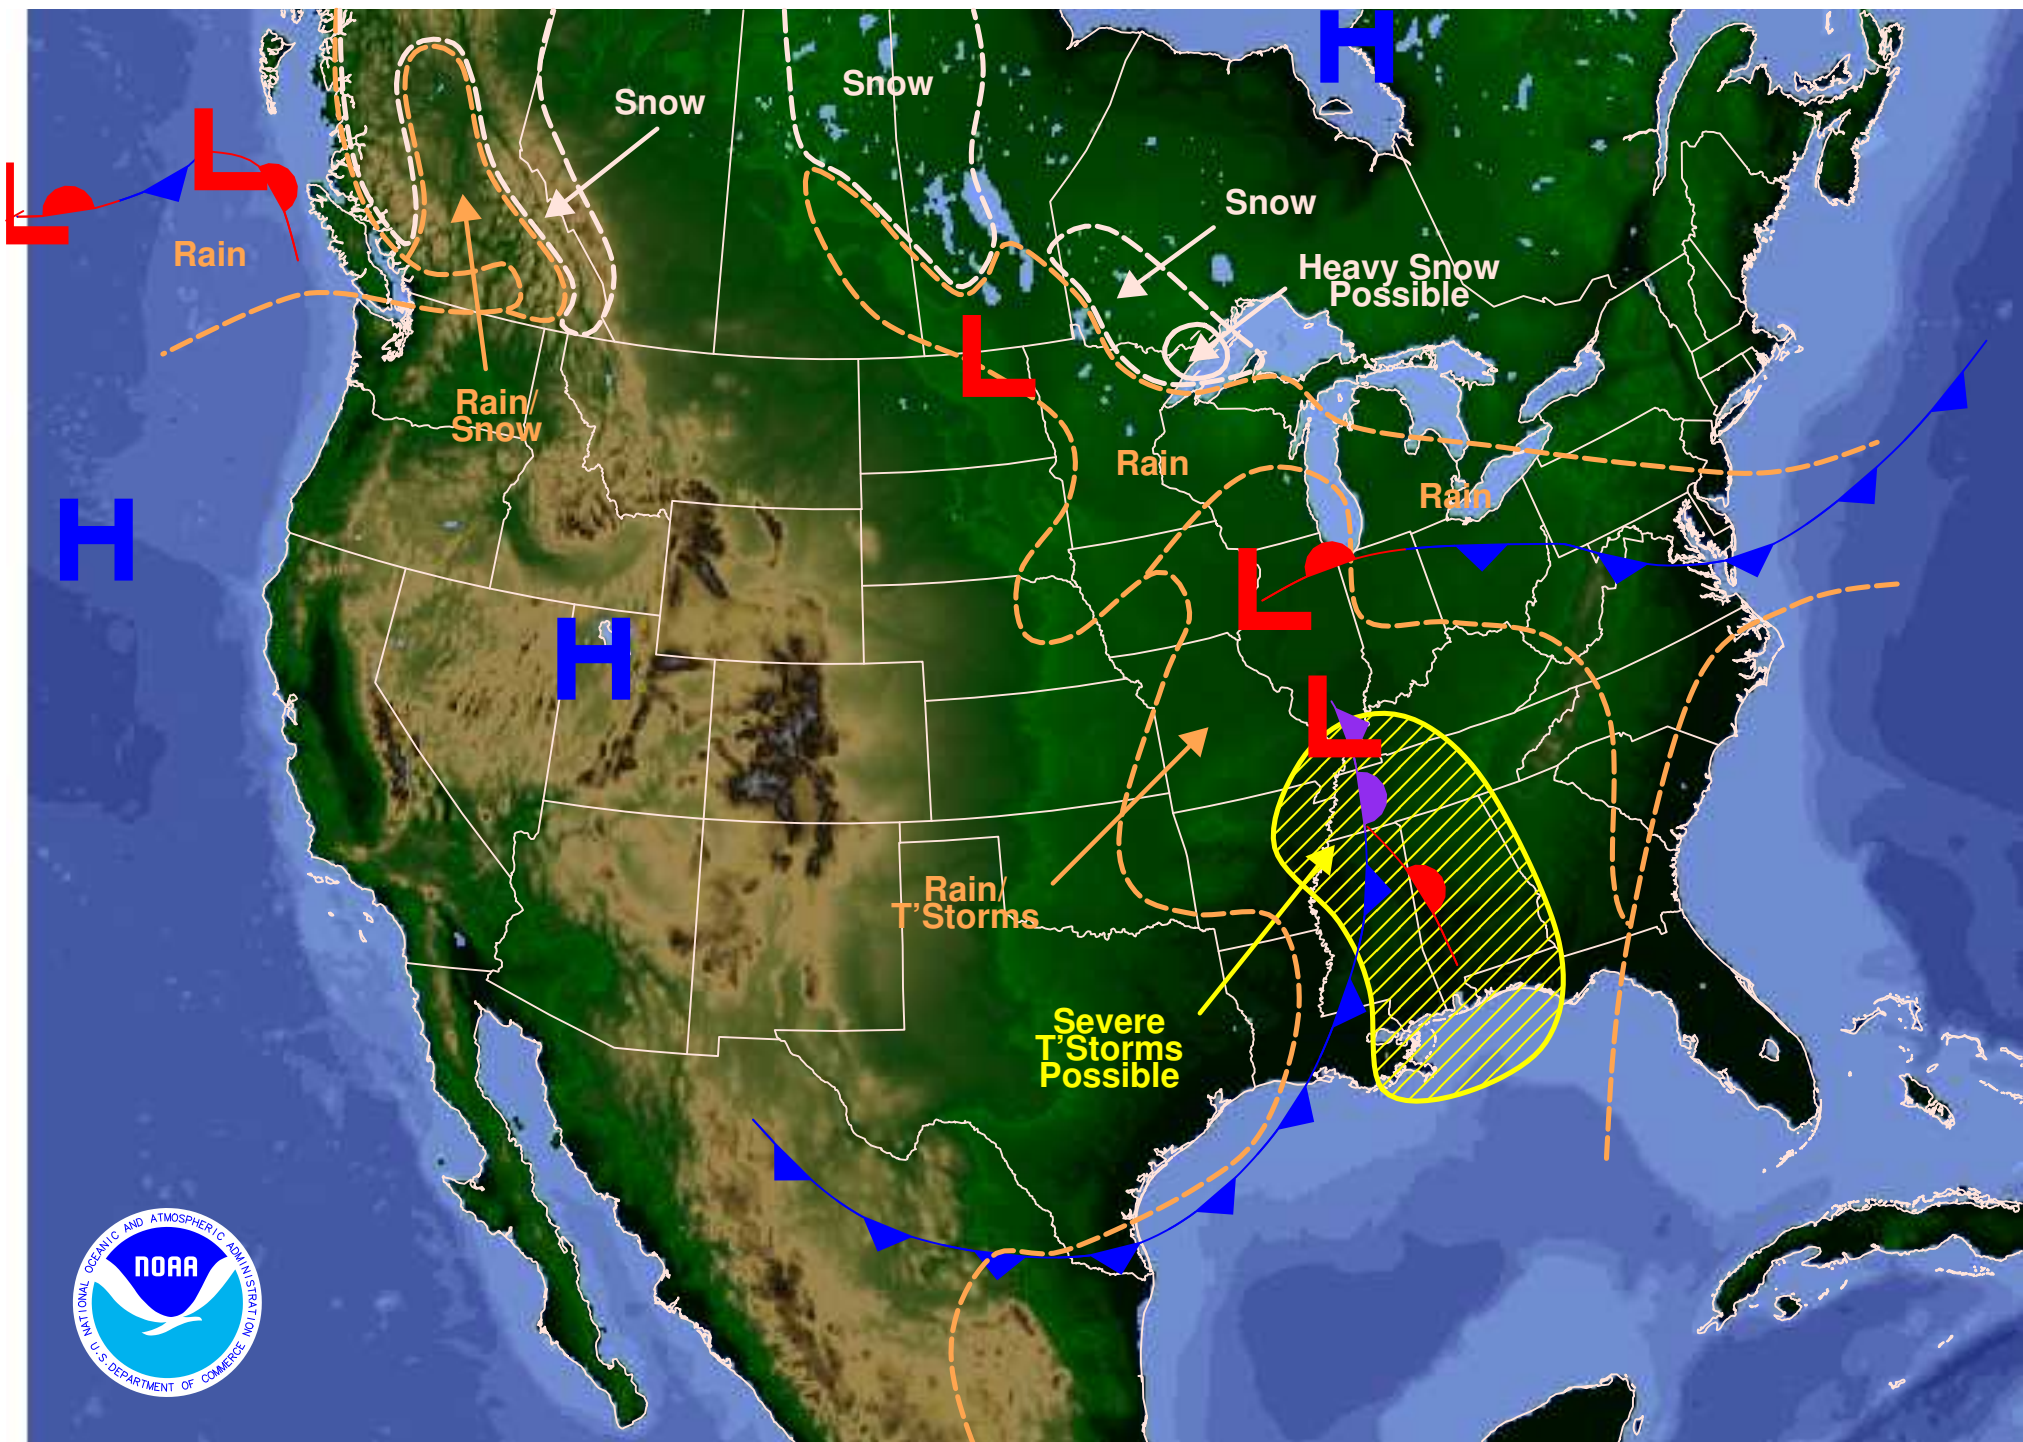 H
Snow
Snow
L
L
Snow
Rain
Heavy Snow
Possible
L
Rain/
Snow
Rain
Rain
H
L
H
L
Rain/
T'Storms
Severe
T'Storms
Possible
NATIONAL OCEANIC AND ATMOSPHERIC ADMINISTRATION
NOAA
U.S. DEPARTMENT OF COMMERCE